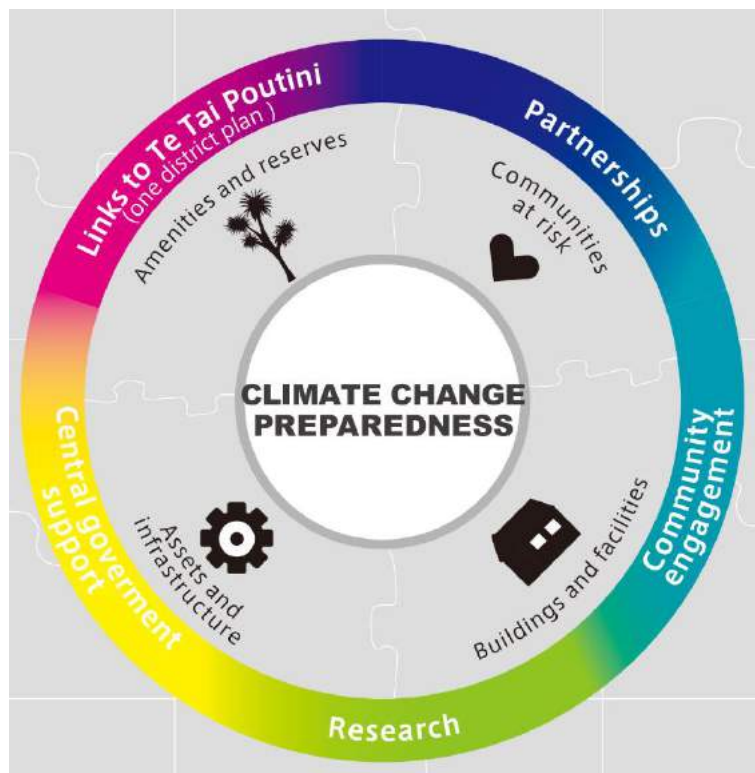 Links to Te Tai Poutini
(one district plan )
Partnerships
Amenities and reserves
Communities
at risk
CLIMATE CHANGE
PREPAREDNESS
Central goverment
support
Community
engagement
Assets and
infrastructure
Buildings and facilities
Research